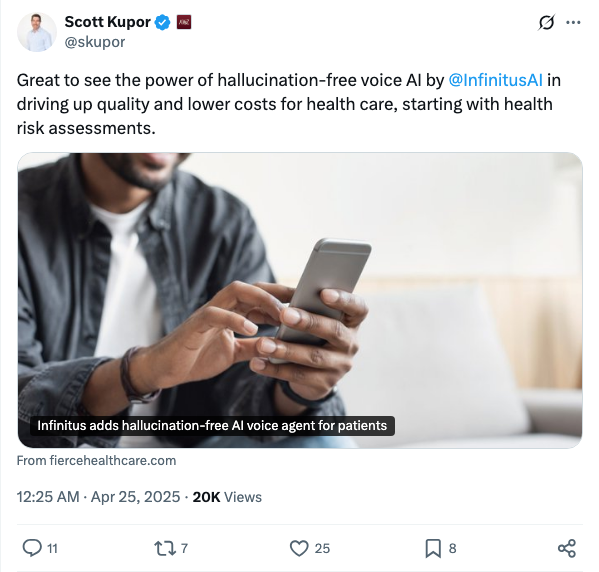 Scott Kupor
@skupor
Great to see the power of hallucination-free voice AI by @InfinitusAI in
driving up quality and lower costs for health care, starting with health
risk assessments.
Infinitus adds hallucination-free AI voice agent for patients
From fiercehealthcare.com
12:25 AM · Apr 25, 2025 · 20K Views
11
7
25
8